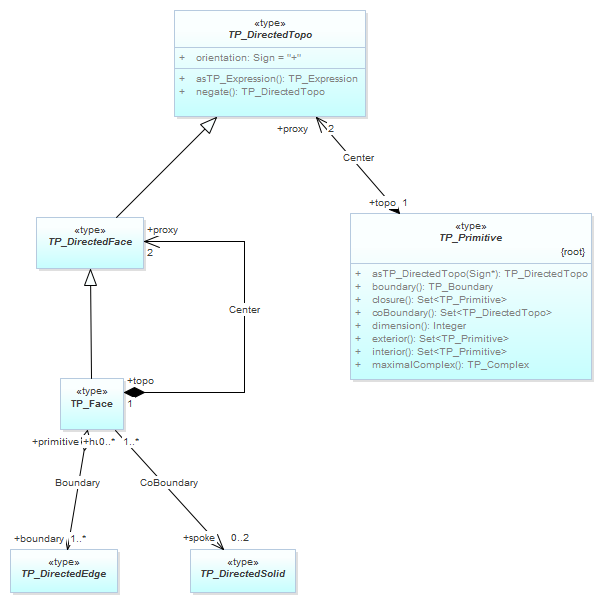 «type»
TP_DirectedTopo
+ orientation: Sign = "+"
+ asTP_Expression(): TP_Expression
+ negate(): TP_DirectedTopo
+proxy 2
Center
+topo 1
«type»
TP_DirectedFace
+proxy
2
«type»
TP_Primitive
{root}
+ asTP_DirectedTopo(Sign*): TP_DirectedTopo
+ boundary(): TP_Boundary
+ closure(): Set<TP_Primitive>
+ coBoundary(): Set<TP_DirectedTopo>
+ dimension(): Integer
+ exterior(): Set<TP_Primitive>
+ interior(): Set<TP_Primitive>
+ maximalComplex(): TP_Complex
Center
+topo
1
«type»
TP_Face
+primitive 0..* 1..*
Boundary
CoBoundary
+boundary 1..*
+spoke 0..2
«type»
TP_DirectedEdge
«type»
TP_DirectedSolid